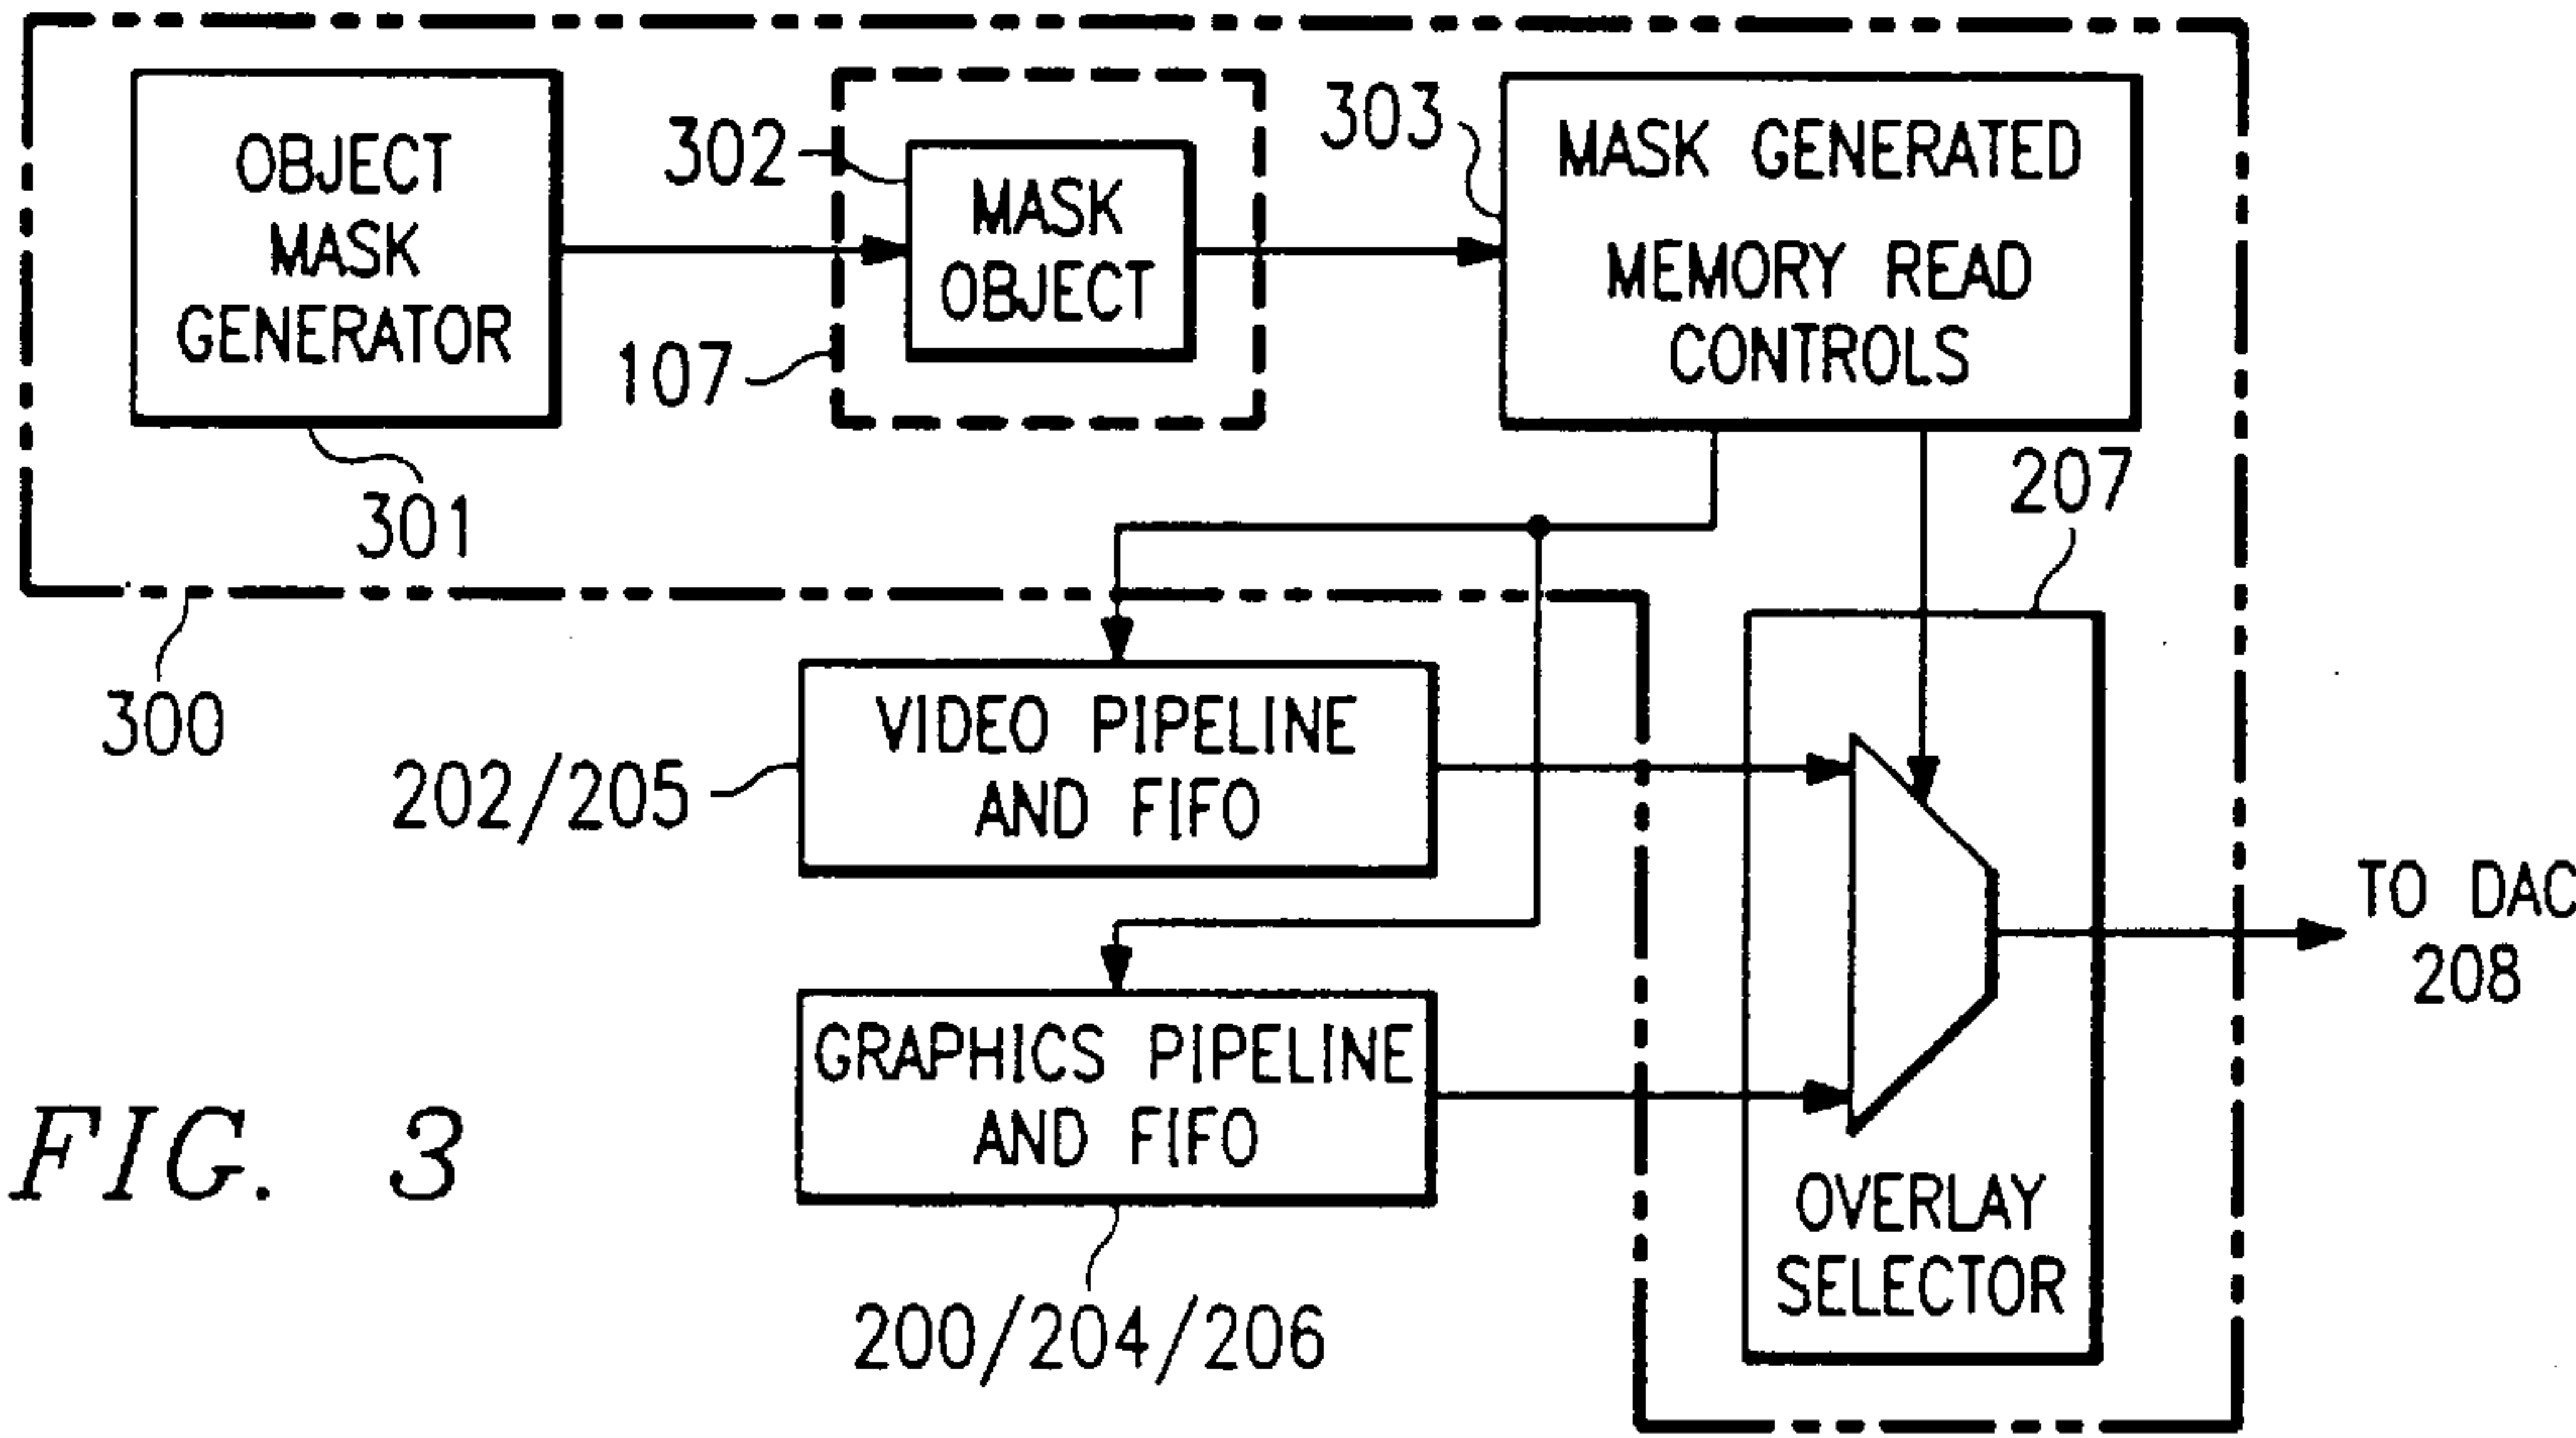 OBJECT
MASK
GENERATOR
301
302
MASK
OBJECT
107
303
MASK GENERATED
MEMORY READ
CONTROLS
207
300
VIDEO PIPELINE
AND FIFO
202/205
GRAPHICS PIPELINE
AND FIFO
200/204/206
OVERLAY
SELECTOR
TO DAC
208
FIG. 3